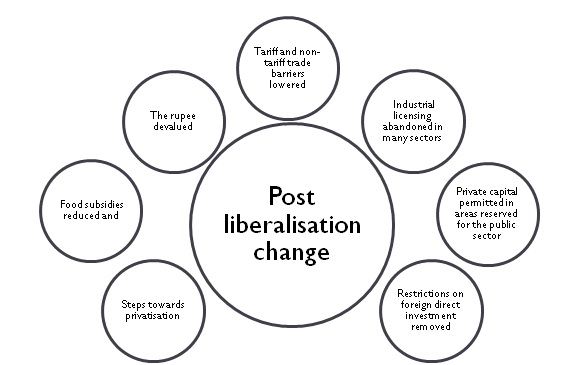 Tariff and non-
tariff trade
barriers
lowered
The rupee
devalued
Industrial
licensing
abandoned in
many sectors
Post
liberalisation
change
Food subsidies
reduced and
Private capital
permitted in
areas reserved
for the public
sector
Steps towards
privatisation
Restrictions on
foreign direct
investment
removed